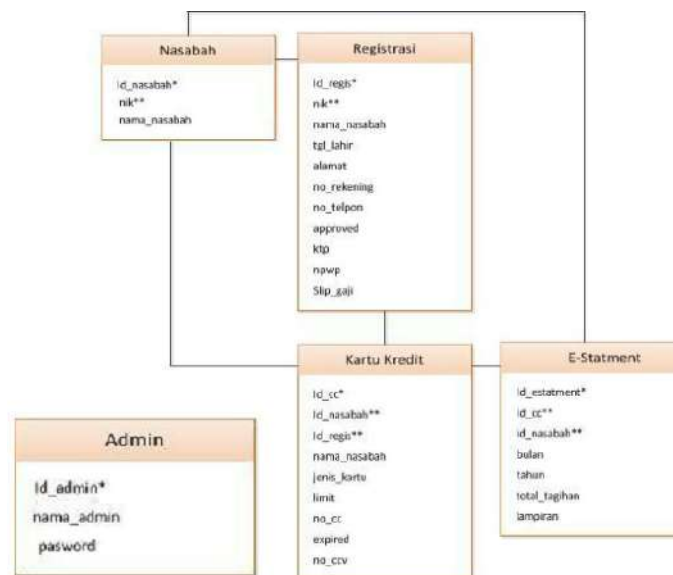 Nasabah
Id_nasabah*
nik**
nama_nasabah
Registrasi
Id_regis*
nik**
nama_nasabah
tgl_lahir
alamat
no_rekening
no_telpon
approved
ktp
npwp
Slip_gaji
Kartu Kredit
Id_cc*
Id_nasabah**
Id_regis**
nama_nasabah
jenis_kartu
limit
no_cc
expired
no_ccv
E-Statment
Id_estatment*
id_cc**
id_nasabah**
bulan
tahun
total_tagihan
lampiran
Admin
Id_admin*
nama_admin
pasword